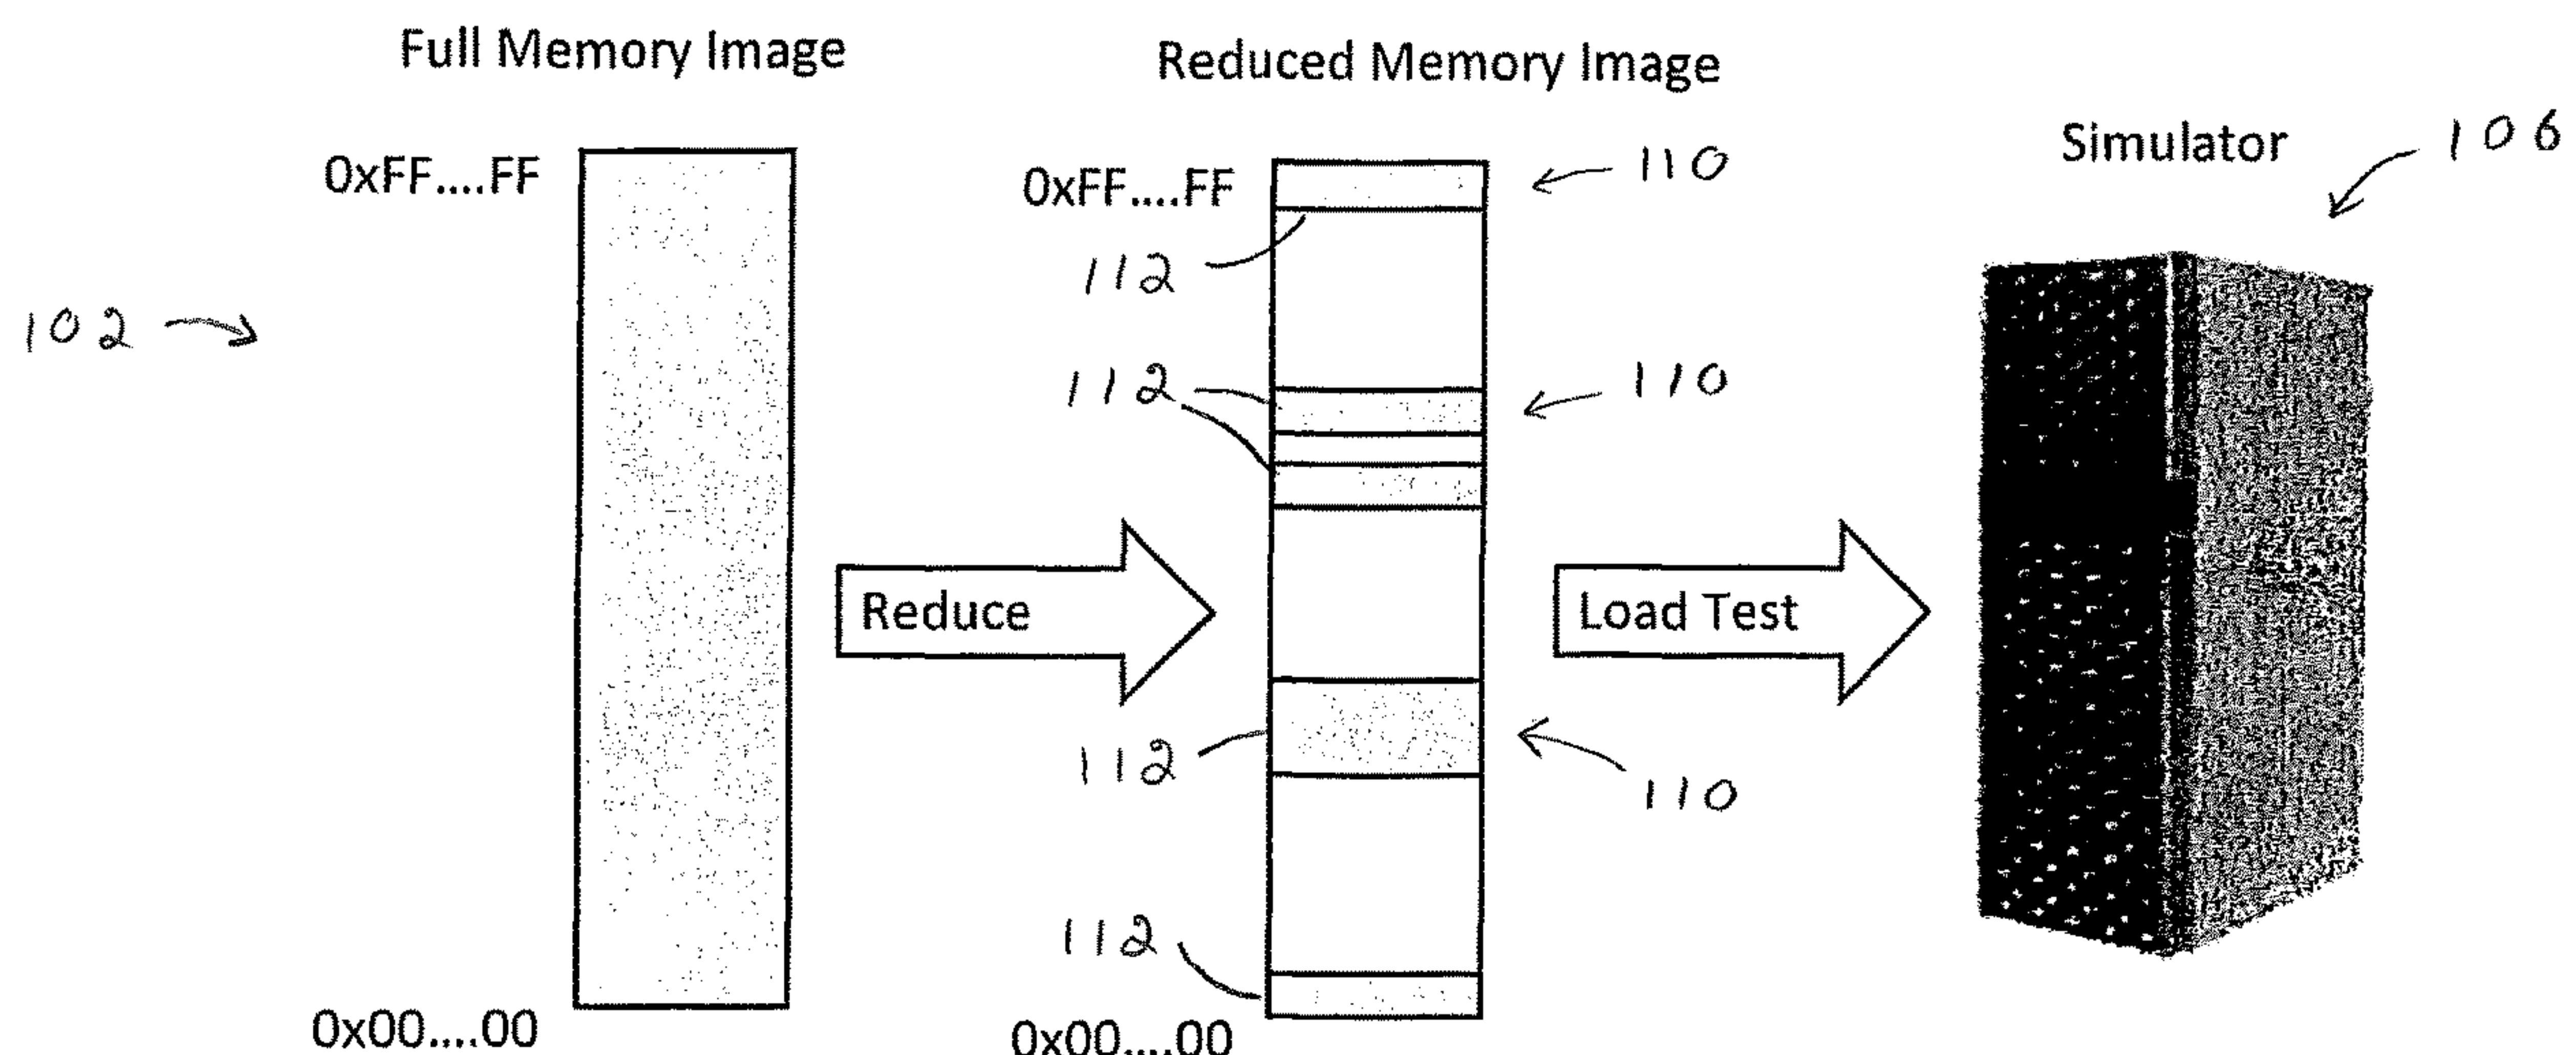 Full Memory Image
Reduced Memory Image
Simulator
106
0xFF....FF
0xFF....FF
110
112
102
112
110
Reduce
Load Test
112
110
112
0x00....00
0x00....00